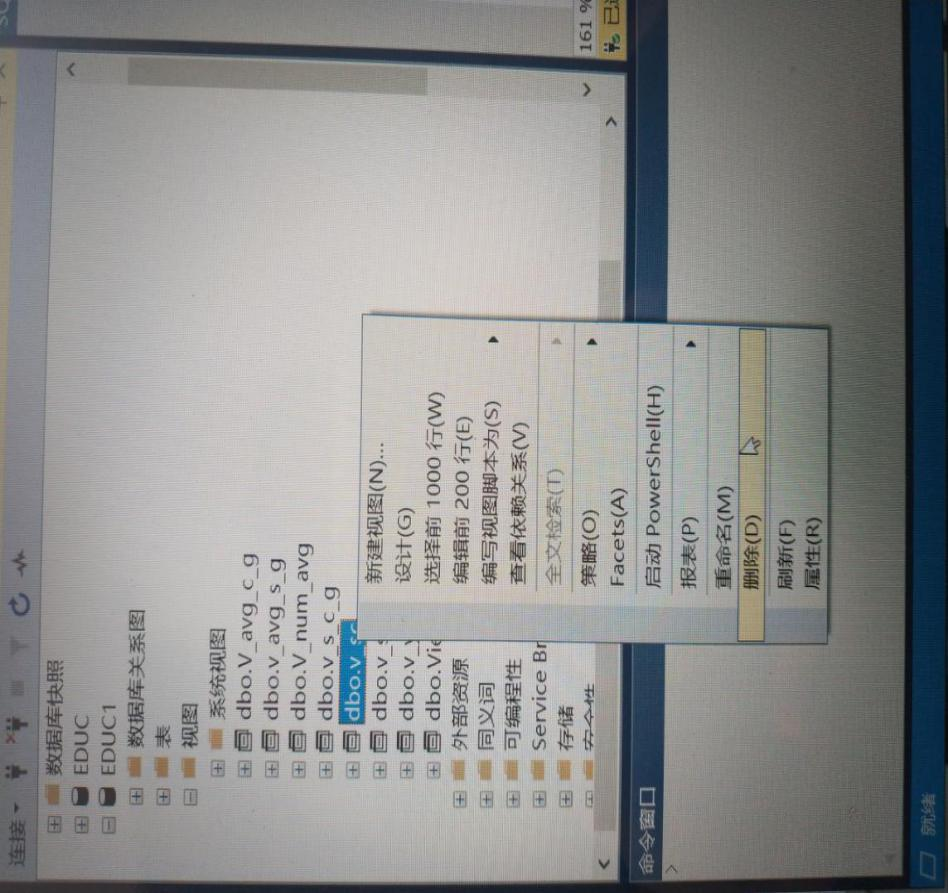 连接
数据库快照
EDUC
EDUC1
数据库关系图
表
视图
系统视图
dbo.V_avg_c_g
dbo.v_avg_s_g
dbo.V_num_avg
dbo.v_s_c_g
dbo.v_sc
dbo.v_s
dbo.v_
dbo.Vie
外部资源
同义词
可编程性
Service Br
存储
安全性
新建视图(N)...
设计(G)
选择前 1000 行(W)
编辑前 200 行(E)
编写视图脚本为(S)
查看依赖关系(V)
全文检索(T)
策略(O)
Facets(A)
启动 PowerShell(H)
报表(P)
重命名(M)
删除(D)
刷新(F)
属性(R)
161 %
命令窗口
就绪